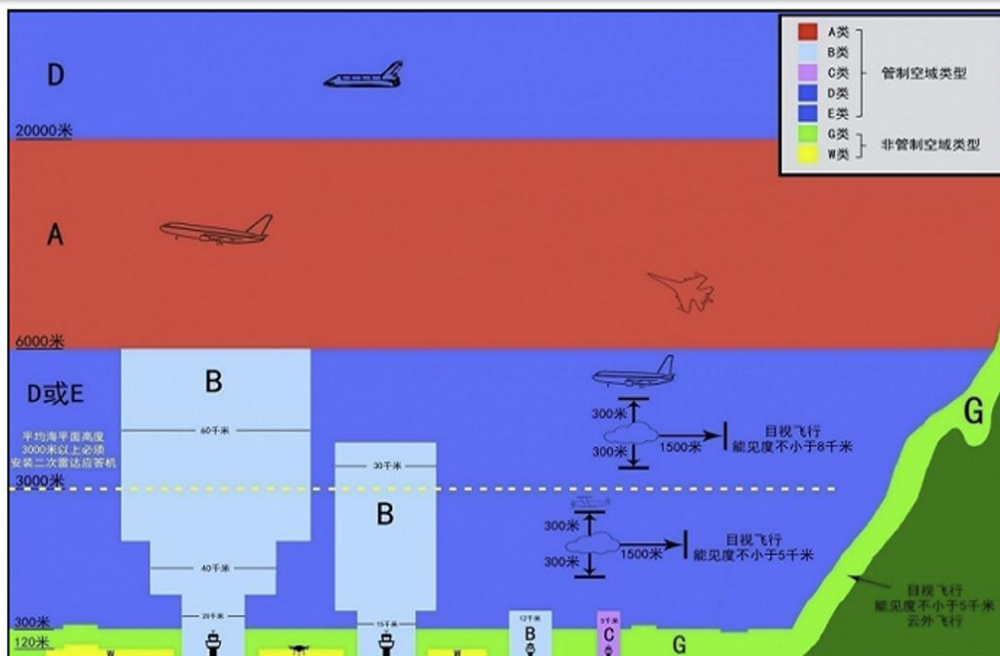 D
20000米
A
6000米
D或E
平均海平面高度
3000米以上必须
安装二次雷达应答机
3000米
300米
120米
A类
B类
C类
D类
E类
G类
W类
管制空域类型
非管制空域类型
B
60千米
40千米
20千米
30千米
B
15千米
12千米
B
5千米
C
G
W
W
300米
300米
1500米
目视飞行
能见度不小于8千米
300米
300米
1500米
目视飞行
能见度不小于5千米
G
目视飞行
能见度不小于5千米
云外飞行